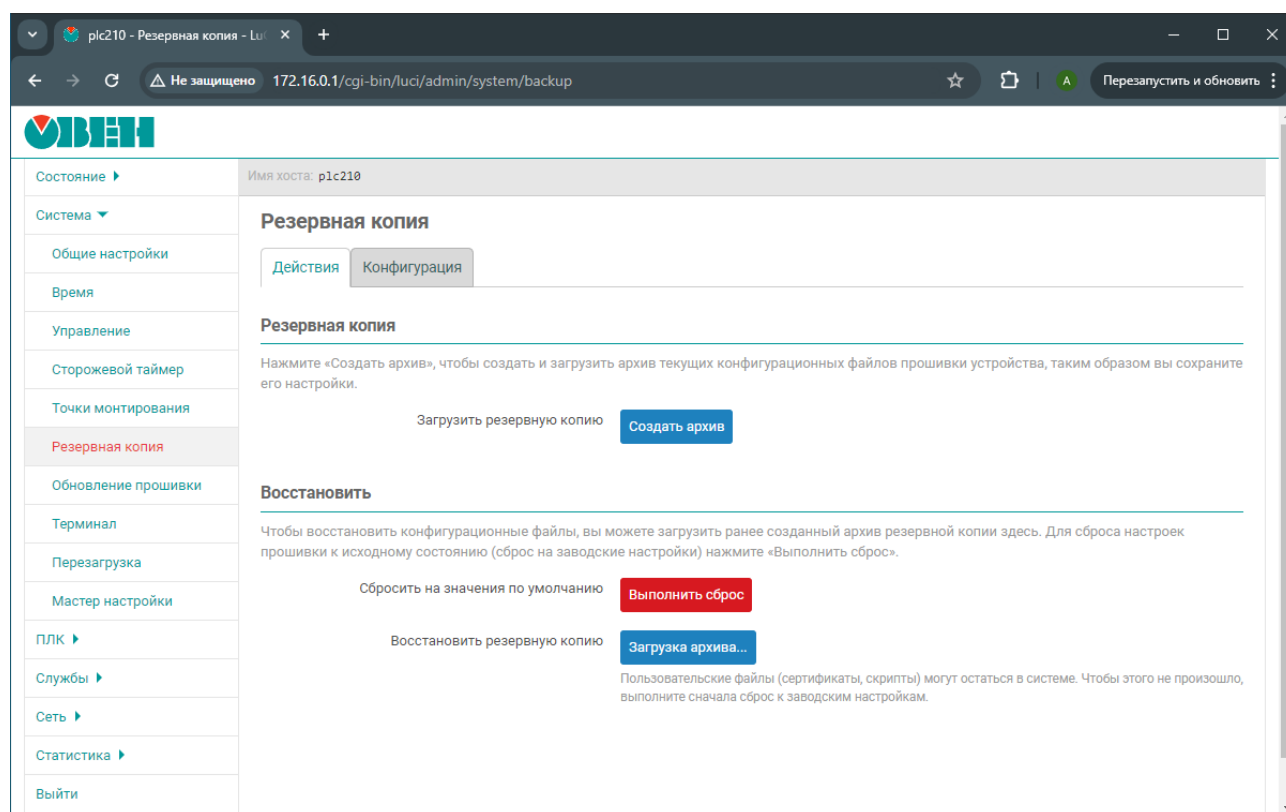 plc210 - Резервная копия - Lu
Не защищено 172.16.0.1/cgi-bin/luci/admin/system/backup А Перезапустить и обновить
ОВЕН
Состояние
Имя хоста: plc210
Система
Общие настройки
Время
Управление
Сторожевой таймер
Точки монтирования
Резервная копия
Обновление прошивки
Терминал
Перезагрузка
Мастер настройки
ПЛК
Службы
Сеть
Статистика
Выйти
Резервная копия
Действия Конфигурация
Резервная копия
Нажмите «Создать архив», чтобы создать и загрузить архив текущих конфигурационных файлов прошивки устройства, таким образом вы сохраните
его настройки.
Загрузить резервную копию Создать архив
Восстановить
Чтобы восстановить конфигурационные файлы, вы можете загрузить ранее созданный архив резервной копии здесь. Для сброса настроек
прошивки к исходному состоянию (сброс на заводские настройки) нажмите «Выполнить сброс».
Сбросить на значения по умолчанию Выполнить сброс
Восстановить резервную копию Загрузка архива...
Пользовательские файлы (сертификаты, скрипты) могут остаться в системе. Чтобы этого не произошло,
выполните сначала сброс к заводским настройкам.